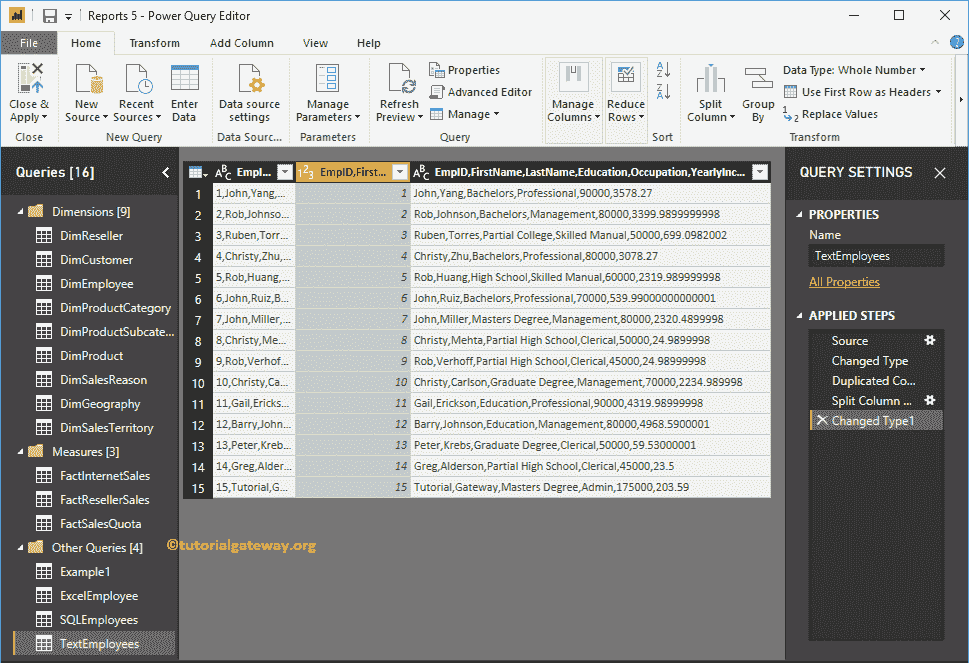 Reports 5 - Power Query Editor
File Home Transform Add Column View Help
Close & Apply
New Source
Recent Sources
Enter Data
Data source settings
Manage Parameters
Refresh Preview
Properties
Advanced Editor
Manage
Manage Columns
Reduce Rows
Split Column
Group By
Data Type: Whole Number
Use First Row as Headers
Replace Values
Close New Query Data Sourc... Parameters Query Sort Transform
Queries [16]
Dimensions [9]
DimReseller
DimCustomer
DimEmployee
DimProductCategory
DimProductSubcate...
DimProduct
DimSalesReason
DimGeography
DimSalesTerritory
Measures [3]
FactInternetSales
FactResellerSales
FactSalesQuota
Other Queries [4]
Example1
ExcelEmployee
SQLEmployees
TextEmployees
ABC Empl... 123 EmpID,First... ABC EmpID,FirstName,LastName,Education,Occupation,YearlyInc...
1 1,John,Yang,... 1 John,Yang,Bachelors,Professional,90000,3578.27
2 2,Rob,Johnso... 2 Rob,Johnson,Bachelors,Management,80000,3399.9899999998
3 3,Ruben,Torr... 3 Ruben,Torres,Partial College,Skilled Manual,50000,699.0982002
4 4,Christy,Zhu,... 4 Christy,Zhu,Bachelors,Professional,80000,3078.27
5 5,Rob,Huang,... 5 Rob,Huang,High School,Skilled Manual,60000,2319.989999998
6 6,John,Ruiz,B... 6 John,Ruiz,Bachelors,Professional,70000,539.99000000000001
7 7,John,Miller,... 7 John,Miller,Masters Degree,Management,80000,2320.4899998
8 8,Christy,Me... 8 Christy,Mehta,Partial High School,Clerical,50000,24.9899998
9 9,Rob,Verhof... 9 Rob,Verhoff,Partial High School,Clerical,45000,24.98999998
10 10,Christy,Ca... 10 Christy,Carlson,Graduate Degree,Management,70000,2234.989998
11 11,Gail,Ericks... 11 Gail,Erickson,Education,Professional,90000,4319.98999998
12 12,Barry,John... 12 Barry,Johnson,Education,Management,80000,4968.5900001
13 13,Peter,Kreb... 13 Peter,Krebs,Graduate Degree,Clerical,50000,59.53000001
14 14,Greg,Alder... 14 Greg,Alderson,Partial High School,Clerical,45000,23.5
15 15,Tutorial,G... 15 Tutorial,Gateway,Masters Degree,Admin,175000,203.59
©tutorialgateway.org
QUERY SETTINGS
PROPERTIES
Name
TextEmployees
All Properties
APPLIED STEPS
Source
Changed Type
Duplicated Co...
Split Column ...
Changed Type1